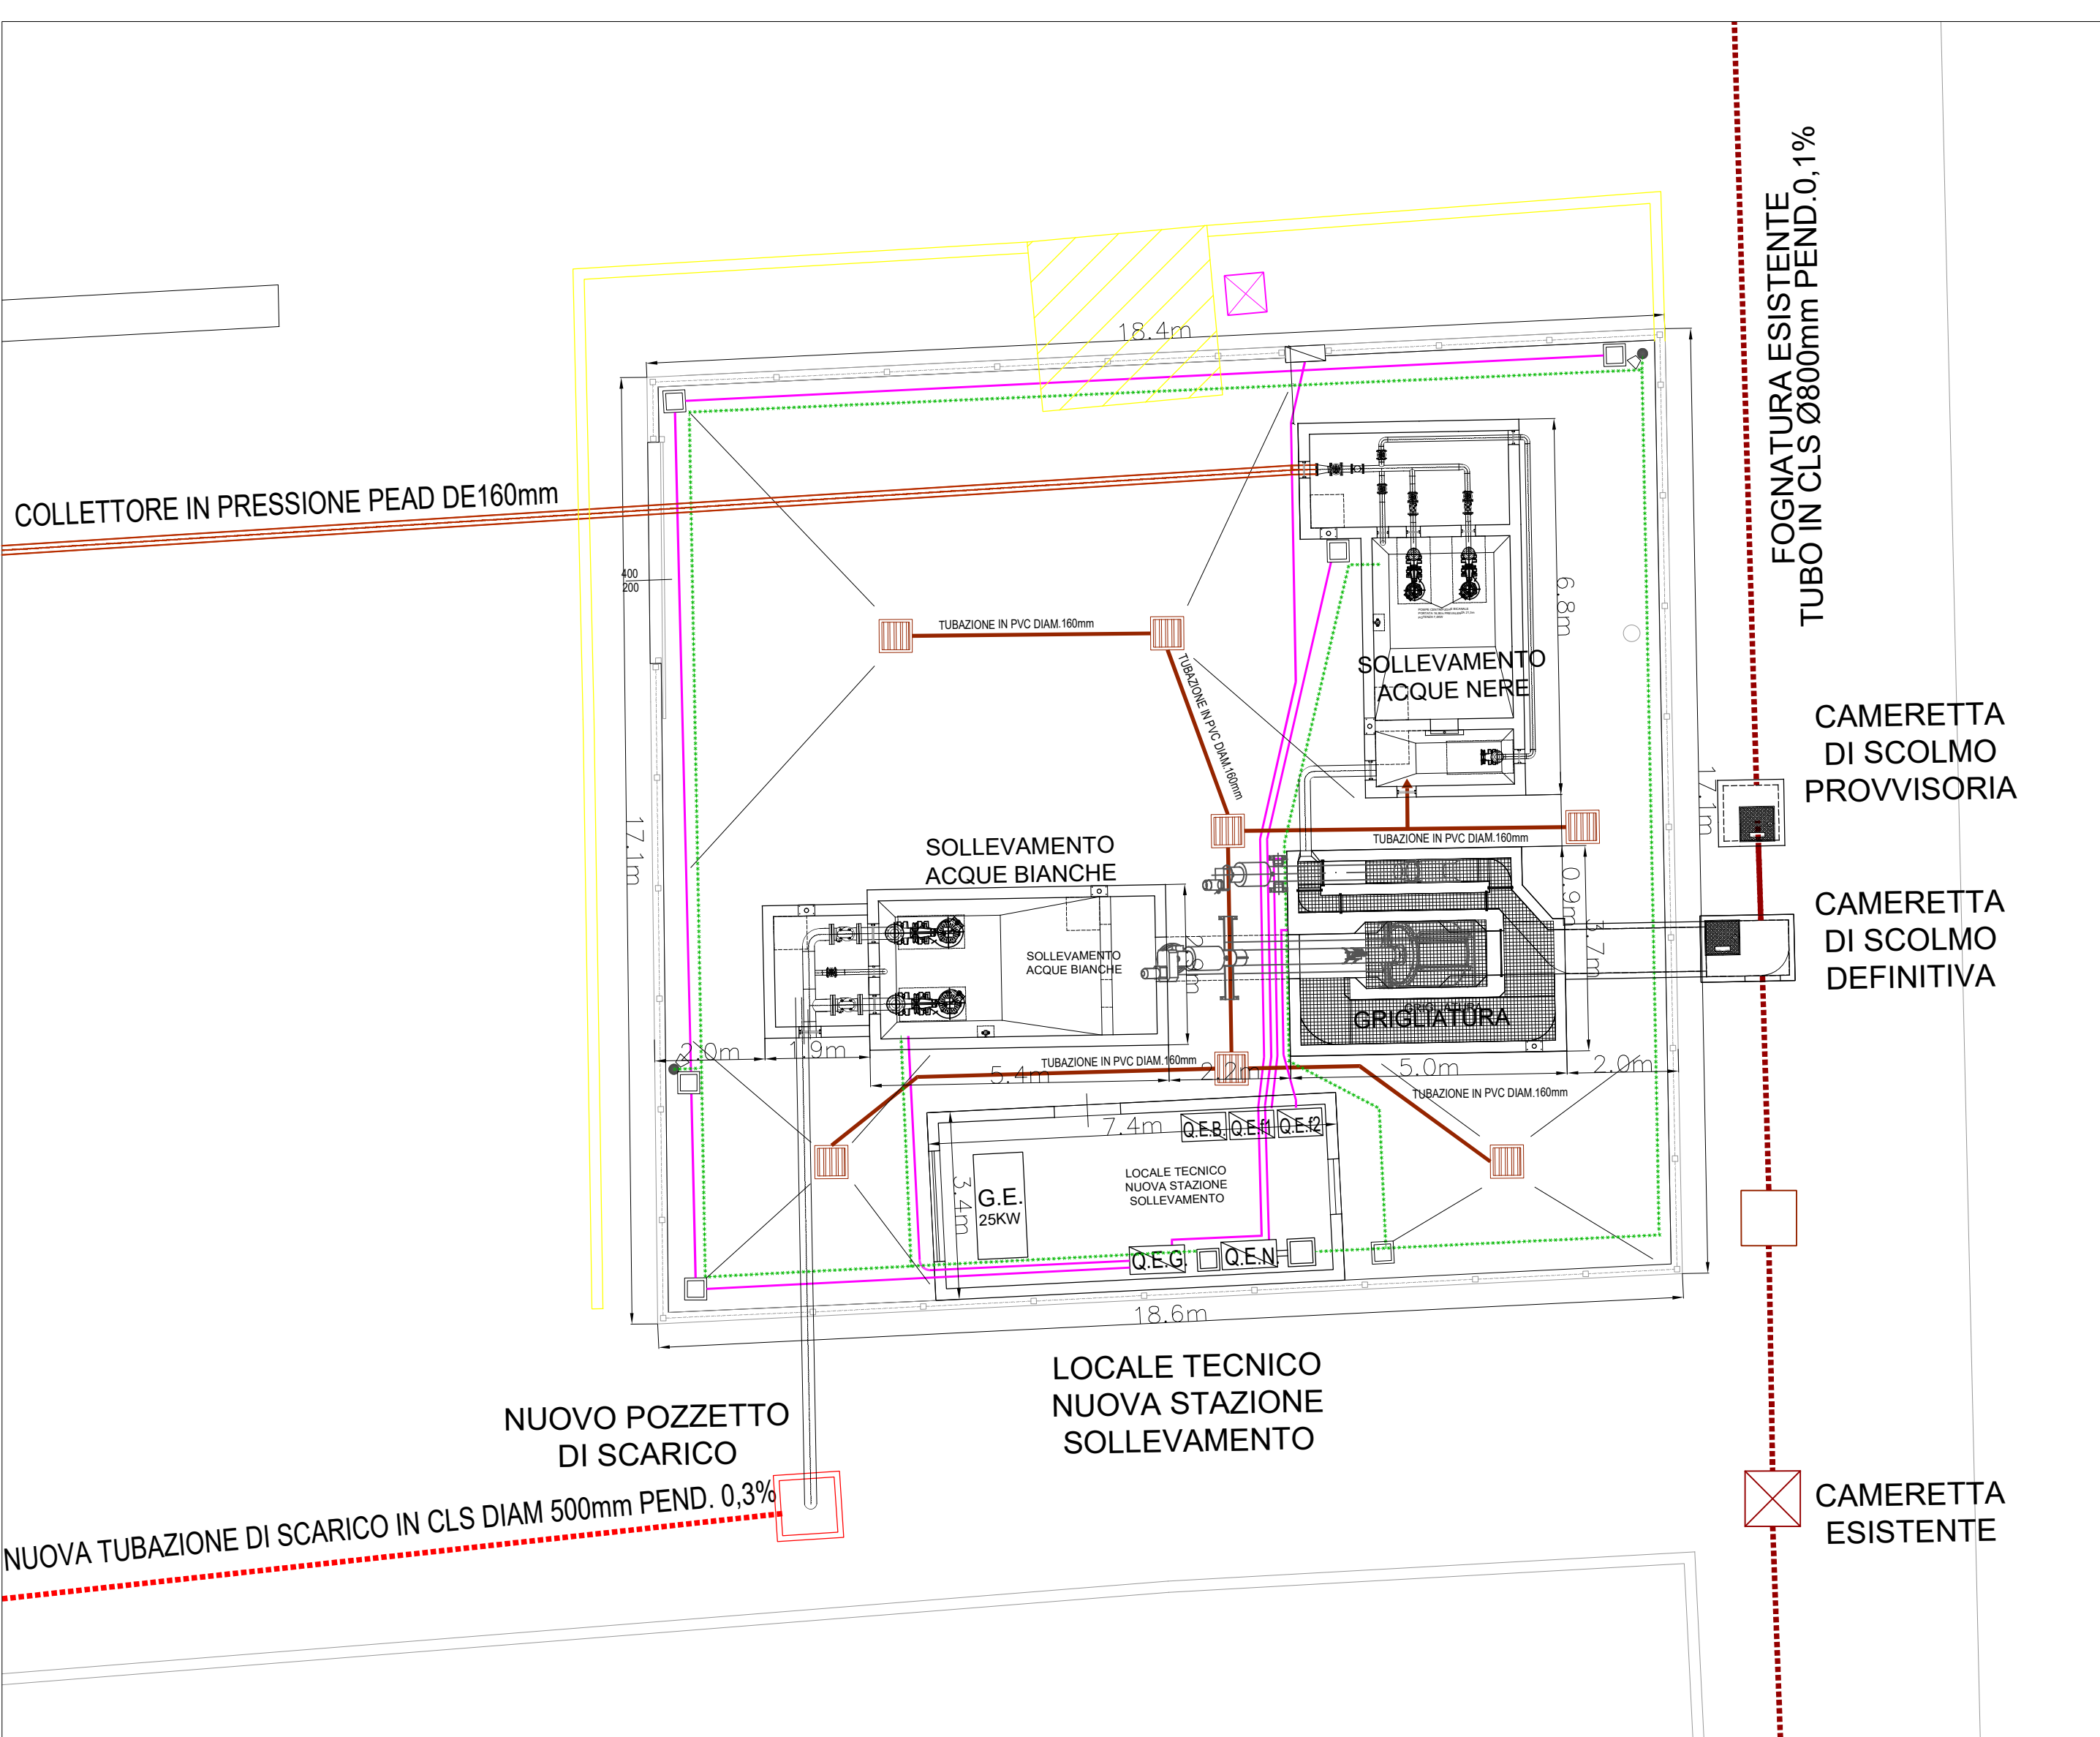 FOGNATURA ESISTENTE
TUBO IN CLS Ø800mm PEND.0,1%
18.4m
COLLETTORE IN PRESSIONE PEAD DE160mm
400
200
TUBAZIONE IN PVC DIAM.160mm
TUBAZIONE IN PVC DIAM.160mm
6.8m
SOLLEVAMENTO
ACQUE NERE
CAMERETTA
DI SCOLMO
PROVVISORIA
17.1m
17.1m
TUBAZIONE IN PVC DIAM.160mm
SOLLEVAMENTO
ACQUE BIANCHE
0.9m
3.7m
CAMERETTA
DI SCOLMO
DEFINITIVA
SOLLEVAMENTO
ACQUE BIANCHE
GRIGLIATURA
GRIGLIATURA
2.0m
1.9m
5.4m
TUBAZIONE IN PVC DIAM.160mm
2.2m
5.0m
2.0m
TUBAZIONE IN PVC DIAM.160mm
7.4m
Q.E.B.
Q.E.f1
Q.E.f2
3.4m
G.E.
25KW
LOCALE TECNICO
NUOVA STAZIONE
SOLLEVAMENTO
Q.E.G.
Q.E.N.
18.6m
LOCALE TECNICO
NUOVA STAZIONE
SOLLEVAMENTO
NUOVO POZZETTO
DI SCARICO
NUOVA TUBAZIONE DI SCARICO IN CLS DIAM 500mm PEND. 0,3%
CAMERETTA
ESISTENTE